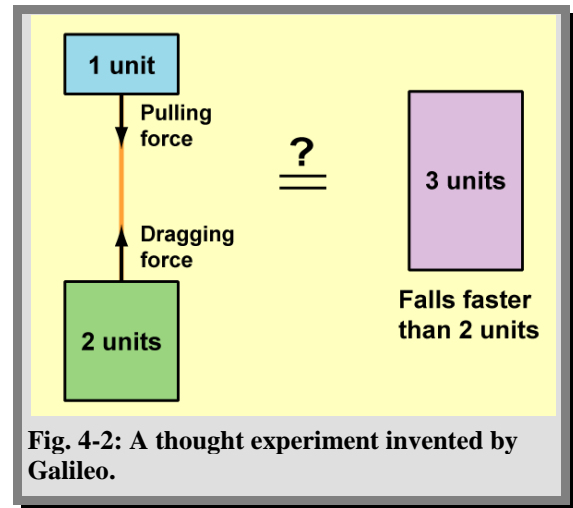 1 unit
Pulling
force
?
3 units
Dragging
force
2 units
Falls faster
than 2 units
Fig. 4-2: A thought experiment invented by
Galileo.